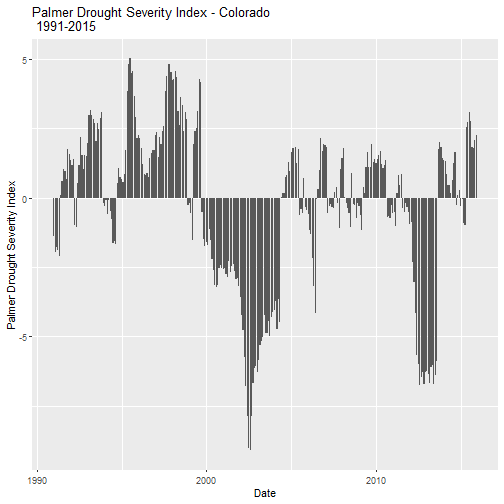 Palmer Drought Severity Index - Colorado
1991-2015
Palmer Drought Severity Index
5
0
-5
1990
2000
2010
Date